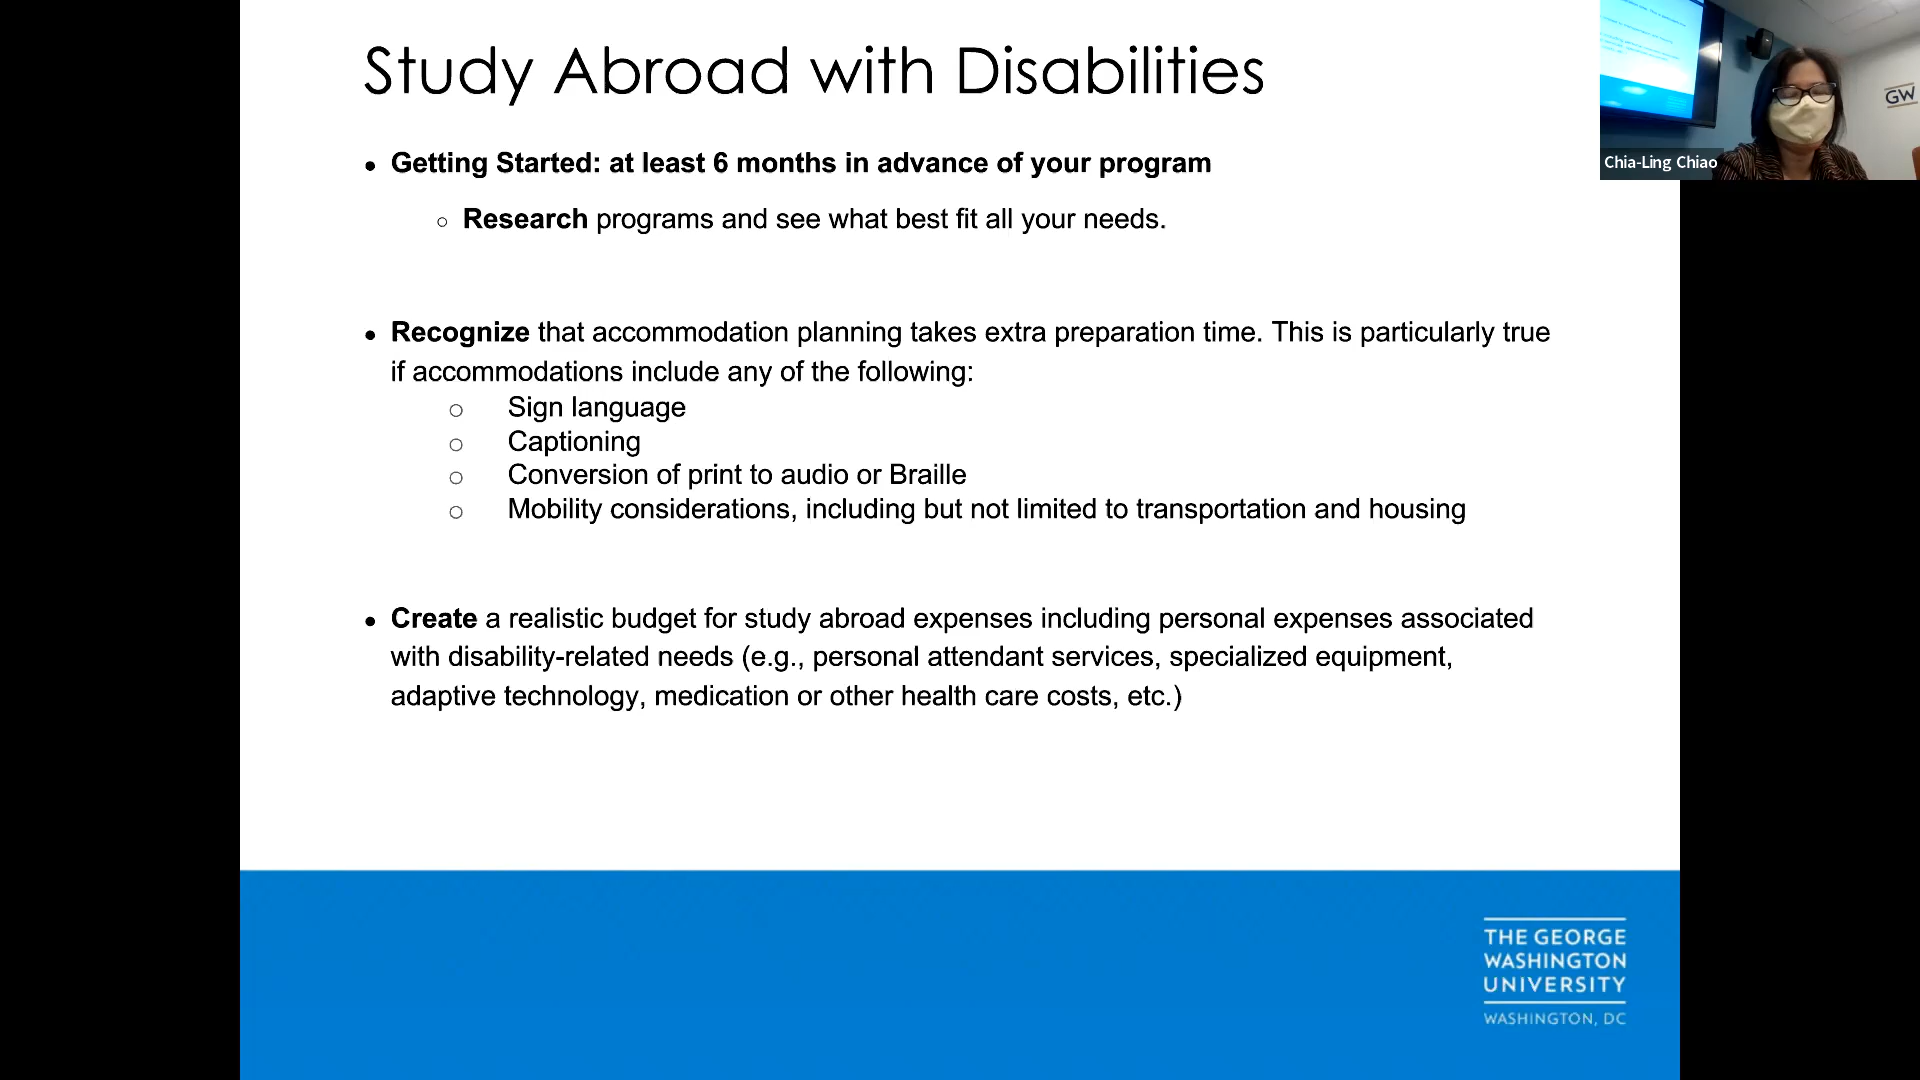 Study Abroad with Disabilities
● Getting Started: at least 6 months in advance of your program
○ Research programs and see what best fit all your needs.
● Recognize that accommodation planning takes extra preparation time. This is particularly true
if accommodations include any of the following:
○ Sign language
○ Captioning
○ Conversion of print to audio or Braille
○ Mobility considerations, including but not limited to transportation and housing
● Create a realistic budget for study abroad expenses including personal expenses associated
with disability-related needs (e.g., personal attendant services, specialized equipment,
adaptive technology, medication or other health care costs, etc.)
GW
Chia-Ling Chiao
THE GEORGE
WASHINGTON
UNIVERSITY
WASHINGTON, DC